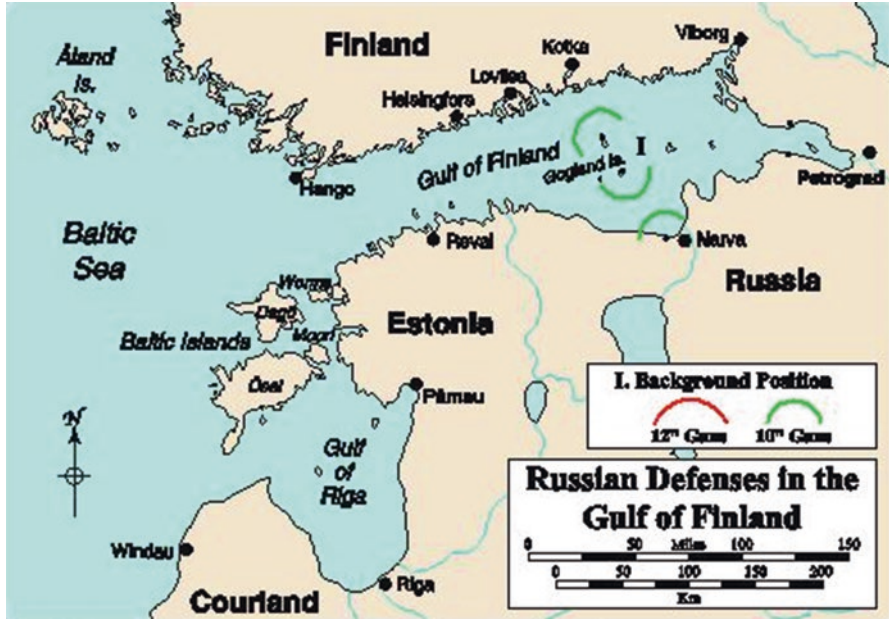 Åland
Is.
Finland
Viborg
Kotka
Lovisa
Helsingfors
Gulf of Finland
I
Gogland Is.
Petrograd
Hango
Baltic
Sea
Reval
Narva
Russia
Worms
Dagö
Moon
Baltic Islands
Estonia
Ösel
Pärnau
I. Background Position
12" Guns
10" Guns
N
Gulf
of
Riga
Russian Defenses in the
Gulf of Finland
0 50 Miles 100 150
0 50 100 150 200
Km
Windau
Riga
Courland